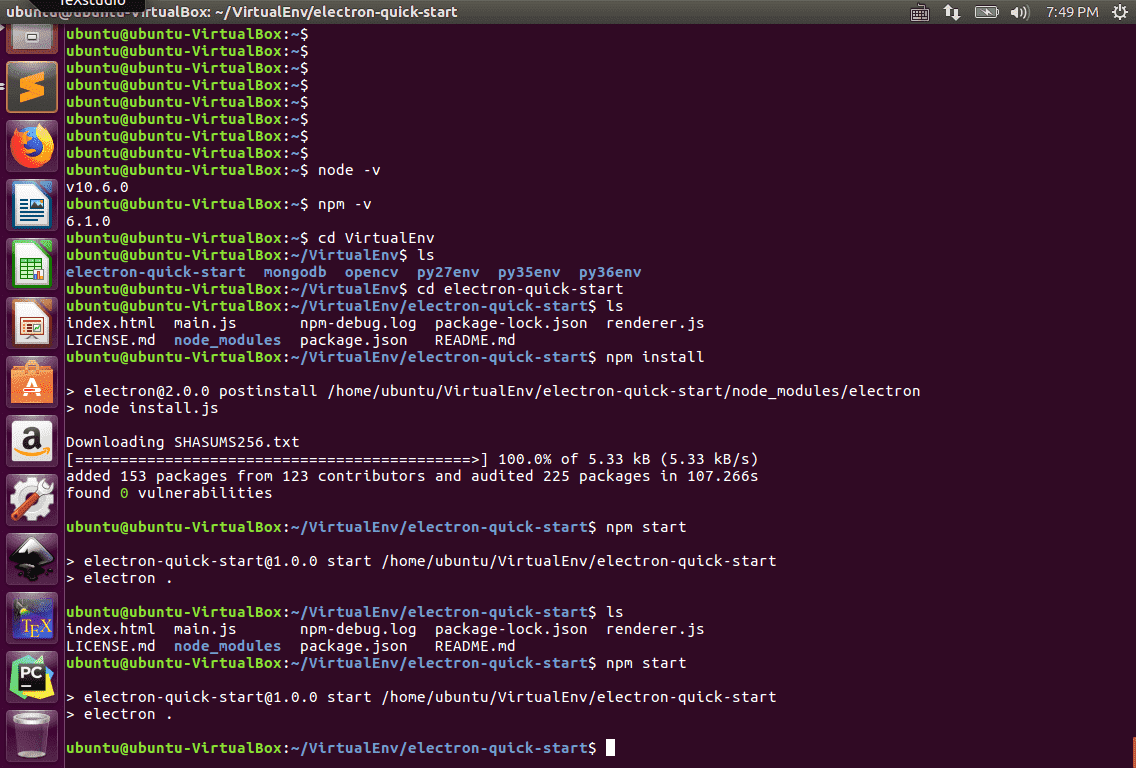 TeXstudio
ubuntu@ubuntu-VirtualBox: ~/VirtualEnv/electron-quick-start 7:49 PM
ubuntu@ubuntu-VirtualBox:~$
ubuntu@ubuntu-VirtualBox:~$
ubuntu@ubuntu-VirtualBox:~$
ubuntu@ubuntu-VirtualBox:~$
ubuntu@ubuntu-VirtualBox:~$
ubuntu@ubuntu-VirtualBox:~$
ubuntu@ubuntu-VirtualBox:~$
ubuntu@ubuntu-VirtualBox:~$
ubuntu@ubuntu-VirtualBox:~$ node -v
v10.6.0
ubuntu@ubuntu-VirtualBox:~$ npm -v
6.1.0
ubuntu@ubuntu-VirtualBox:~$ cd VirtualEnv
ubuntu@ubuntu-VirtualBox:~/VirtualEnv$ ls
electron-quick-start  mongodb  opencv  py27env  py35env  py36env
ubuntu@ubuntu-VirtualBox:~/VirtualEnv$ cd electron-quick-start
ubuntu@ubuntu-VirtualBox:~/VirtualEnv/electron-quick-start$ ls
index.html  main.js       npm-debug.log  package-lock.json  renderer.js
LICENSE.md  node_modules  package.json   README.md
ubuntu@ubuntu-VirtualBox:~/VirtualEnv/electron-quick-start$ npm install
> electron@2.0.0 postinstall /home/ubuntu/VirtualEnv/electron-quick-start/node_modules/electron
> node install.js
Downloading SHASUMS256.txt
[============================================>] 100.0% of 5.33 kB (5.33 kB/s)
added 153 packages from 123 contributors and audited 225 packages in 107.266s
found 0 vulnerabilities
ubuntu@ubuntu-VirtualBox:~/VirtualEnv/electron-quick-start$ npm start
> electron-quick-start@1.0.0 start /home/ubuntu/VirtualEnv/electron-quick-start
> electron .
ubuntu@ubuntu-VirtualBox:~/VirtualEnv/electron-quick-start$ ls
index.html  main.js       npm-debug.log  package-lock.json  renderer.js
LICENSE.md  node_modules  package.json   README.md
ubuntu@ubuntu-VirtualBox:~/VirtualEnv/electron-quick-start$ npm start
> electron-quick-start@1.0.0 start /home/ubuntu/VirtualEnv/electron-quick-start
> electron .
ubuntu@ubuntu-VirtualBox:~/VirtualEnv/electron-quick-start$
A
a
TEX
PC